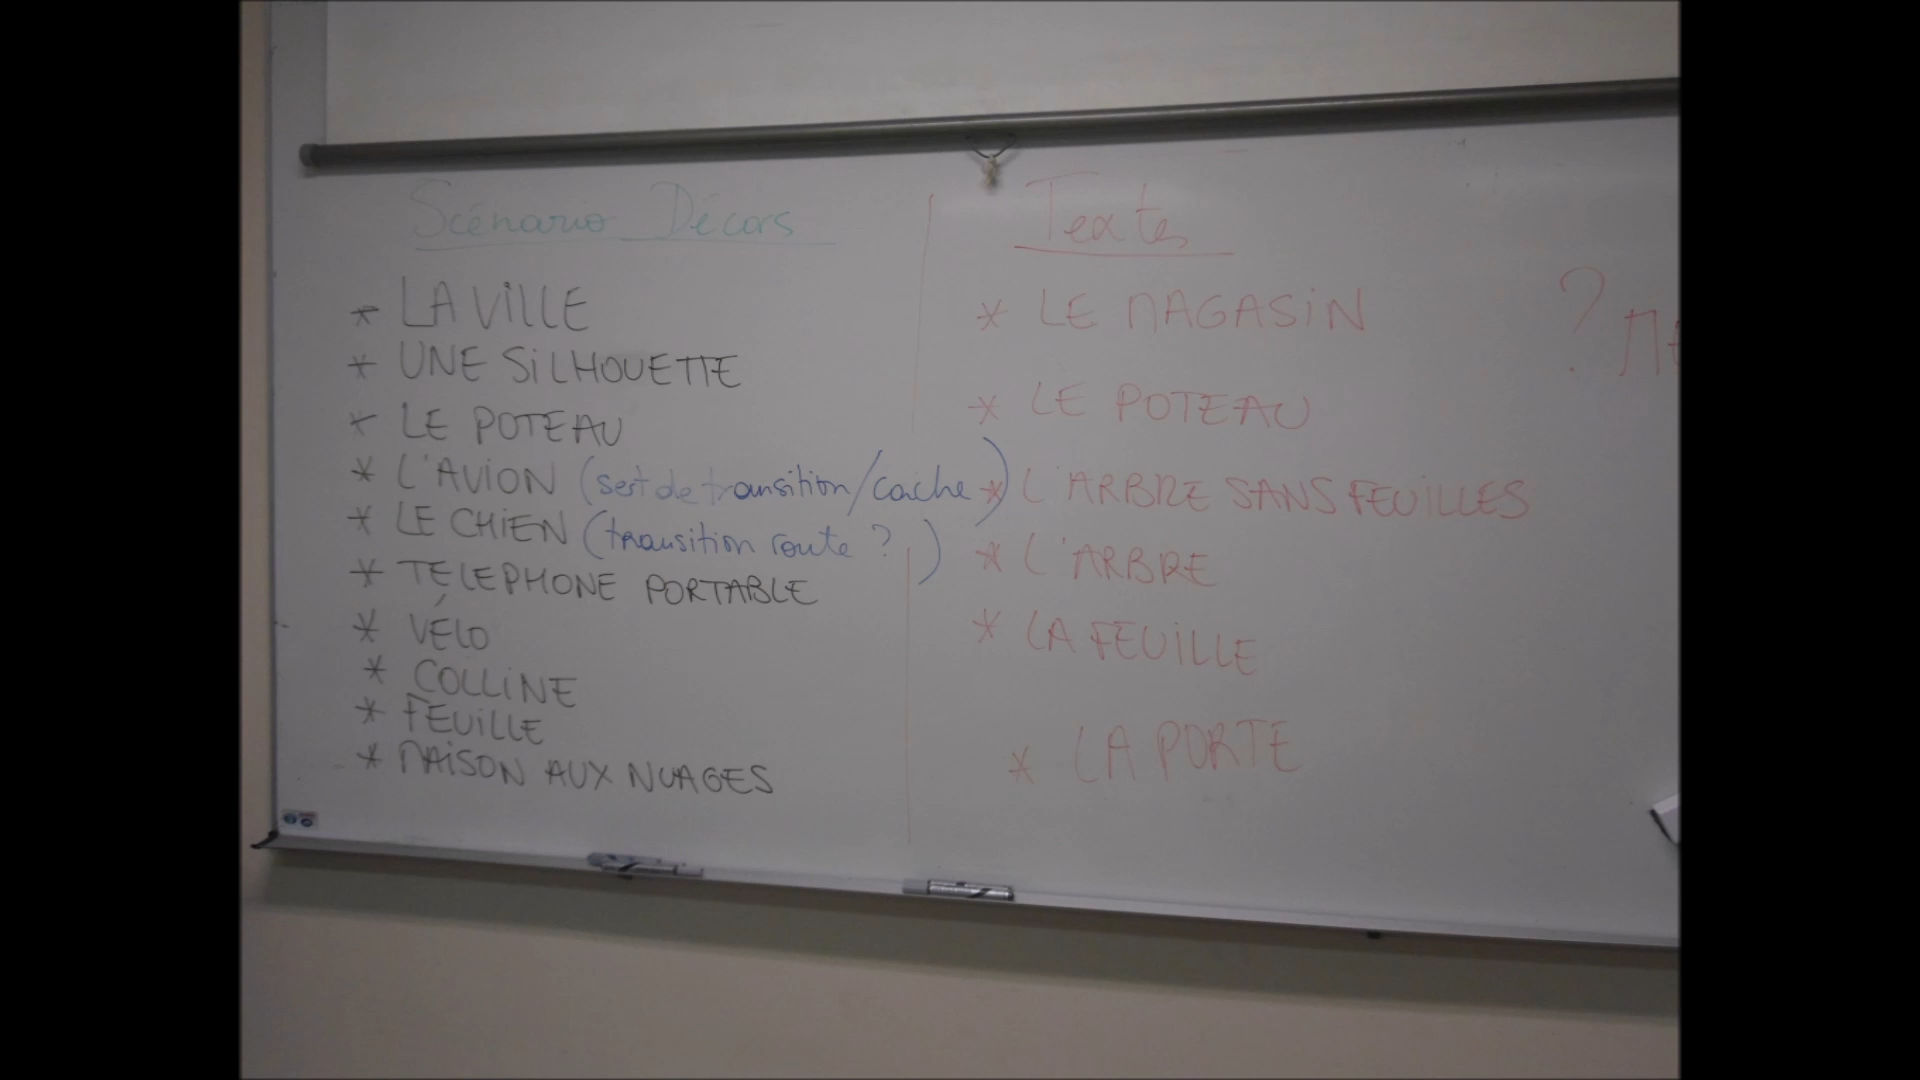 Scénario Décors
* LA ViLLE
* UNE SiLHOUETTE
* LE POTEAU
* L'AVION (sert de transition/cache)
* LE CHiEN (transition route ?)
* TÉLEPHONE PORTABLE
* VÉLO
* COLLiNE
* FEUiLLE
* MAiSON AUX NUAGES
Textes
* LE MAGASiN
* LE POTEAU
* L'ARBRE SANS FEUiLLES
* L'ARBRE
* LA FEUiLLE
* LA PORTE
?